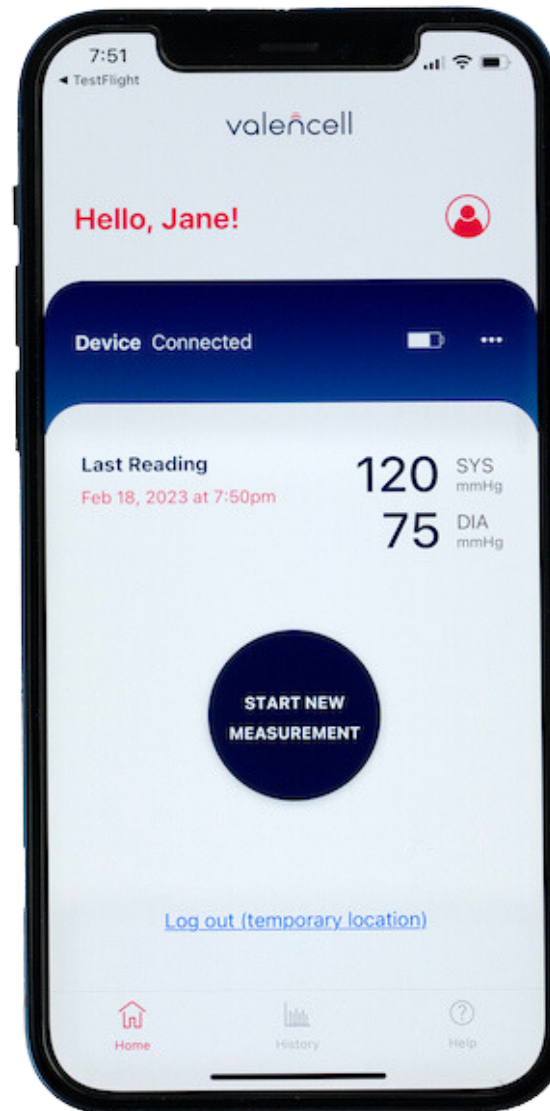 7:51
◄ TestFlight
valencell
Hello, Jane!
Device Connected
Last Reading
Feb 18, 2023 at 7:50pm
120 SYS
mmHg
75 DIA
mmHg
START NEW
MEASUREMENT
Log out (temporary location)
Home
History
Help